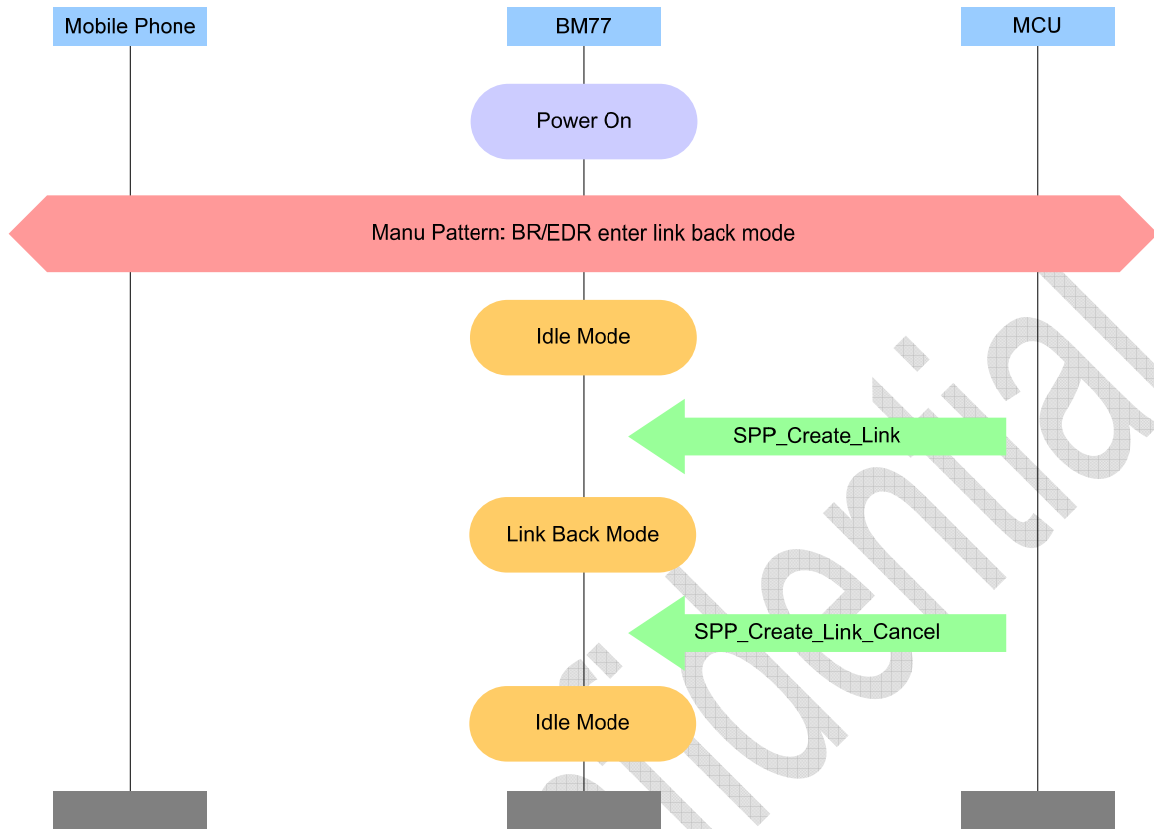 Mobile Phone
BM77
MCU
Power On
Manu Pattern: BR/EDR enter link back mode
Idle Mode
SPP_Create_Link
Link Back Mode
SPP_Create_Link_Cancel
Idle Mode